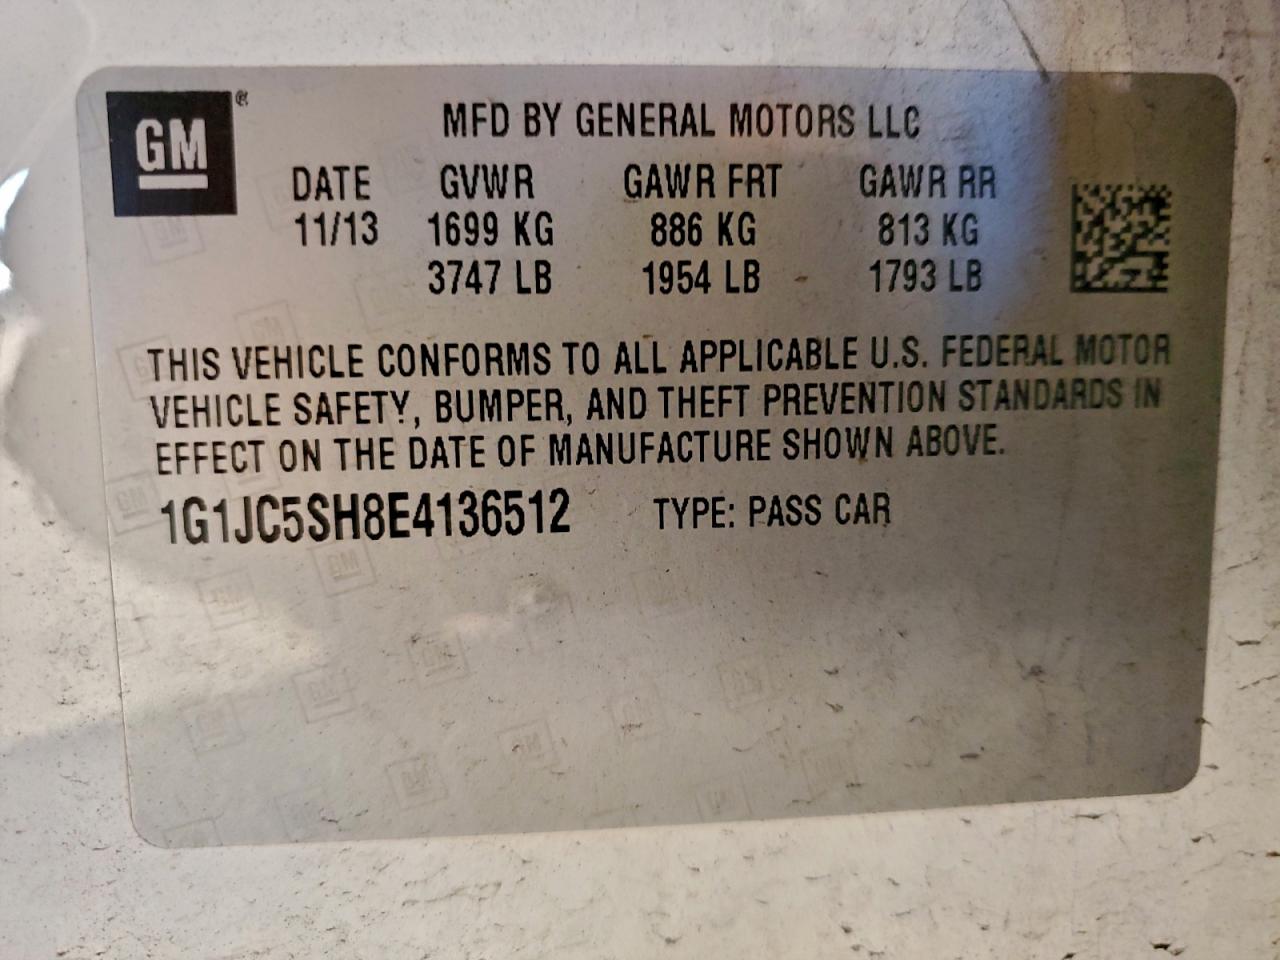 GM®
MFD BY GENERAL MOTORS LLC
DATE GVWR GAWR FRT GAWR RR
11/13 1699 KG 886 KG 813 KG
3747 LB 1954 LB 1793 LB
THIS VEHICLE CONFORMS TO ALL APPLICABLE U.S. FEDERAL MOTOR
VEHICLE SAFETY, BUMPER, AND THEFT PREVENTION STANDARDS IN
EFFECT ON THE DATE OF MANUFACTURE SHOWN ABOVE.
1G1JC5SH8E4136512 TYPE: PASS CAR